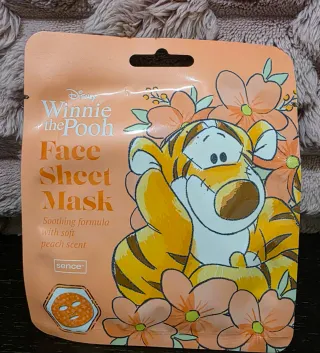 Disney
Winnie
the Pooh
Face
Sheet
Mask
Soothing formula
with soft
peach scent
sence